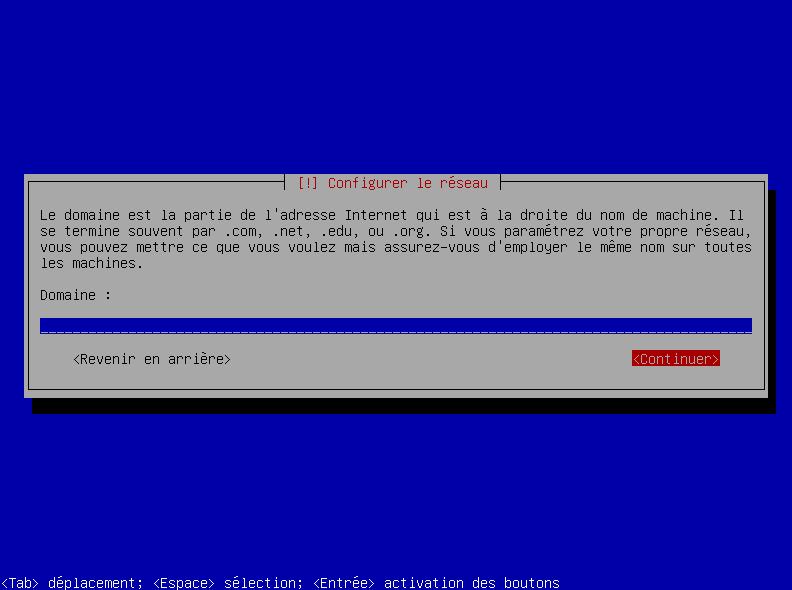 [!] Configurer le réseau
Le domaine est la partie de l'adresse Internet qui est à la droite du nom de machine. Il
se termine souvent par .com, .net, .edu, ou .org. Si vous paramétrez votre propre réseau,
vous pouvez mettre ce que vous voulez mais assurez-vous d'employer le même nom sur toutes
les machines.
Domaine :
<Revenir en arrière> <Continuer>
<Tab> déplacement; <Espace> sélection; <Entrée> activation des boutons